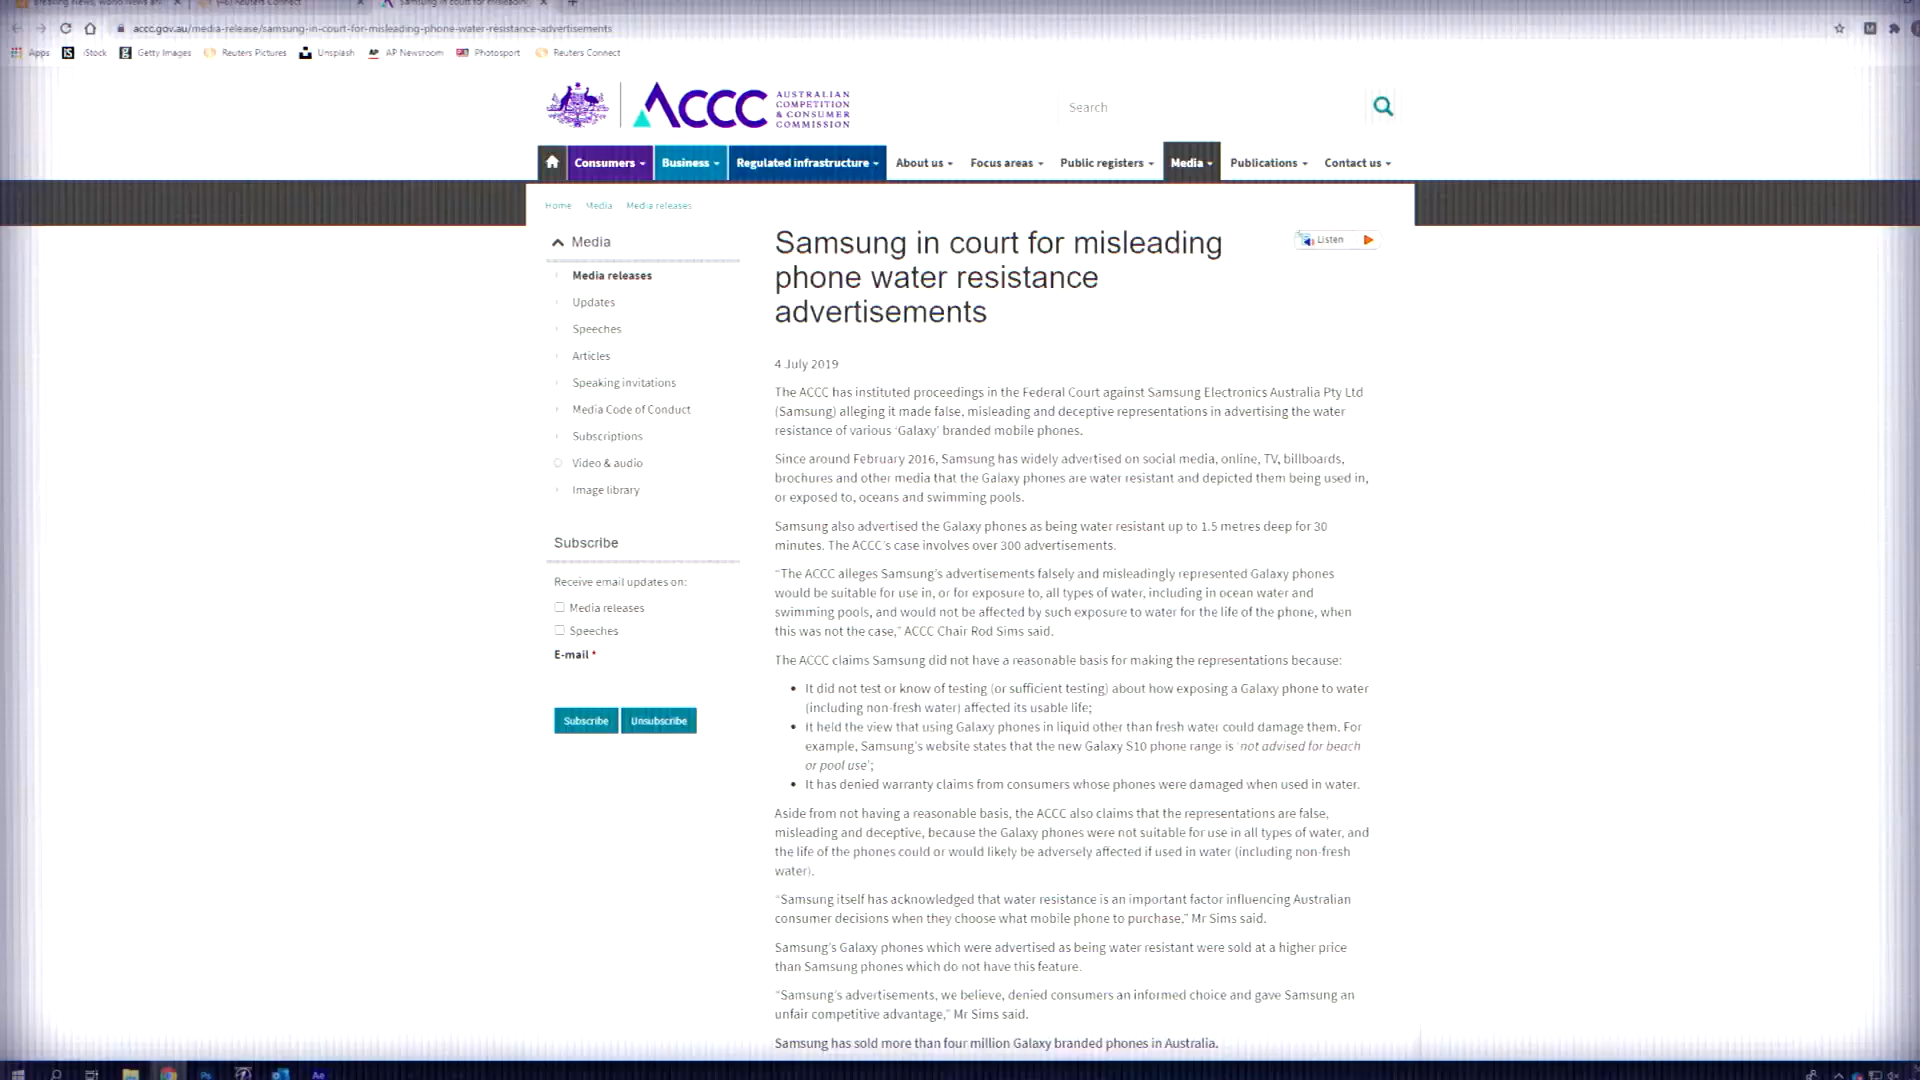 Samsung in court for misleading
accc.gov.au/media-release/samsung-in-court-for-misleading-phone-water-resistance-advertisements
Apps iStock Getty Images Reuters Pictures Unsplash AP Newsroom Photosport Reuters Connect
ACCC AUSTRALIAN
COMPETITION
& CONSUMER
COMMISSION
Search
Consumers Business Regulated infrastructure About us Focus areas Public registers Media Publications Contact us
Home Media Media releases
Media
Media releases
Updates
Speeches
Articles
Speaking invitations
Media Code of Conduct
Subscriptions
Video & audio
Image library
Subscribe
Receive email updates on:
Media releases
Speeches
E-mail *
Subscribe Unsubscribe
Samsung in court for misleading
phone water resistance
advertisements
Listen
4 July 2019
The ACCC has instituted proceedings in the Federal Court against Samsung Electronics Australia Pty Ltd
(Samsung) alleging it made false, misleading and deceptive representations in advertising the water
resistance of various ‘Galaxy’ branded mobile phones.
Since around February 2016, Samsung has widely advertised on social media, online, TV, billboards,
brochures and other media that the Galaxy phones are water resistant and depicted them being used in,
or exposed to, oceans and swimming pools.
Samsung also advertised the Galaxy phones as being water resistant up to 1.5 metres deep for 30
minutes. The ACCC’s case involves over 300 advertisements.
“The ACCC alleges Samsung’s advertisements falsely and misleadingly represented Galaxy phones
would be suitable for use in, or for exposure to, all types of water, including in ocean water and
swimming pools, and would not be affected by such exposure to water for the life of the phone, when
this was not the case,” ACCC Chair Rod Sims said.
The ACCC claims Samsung did not have a reasonable basis for making the representations because:
• It did not test or know of testing (or sufficient testing) about how exposing a Galaxy phone to water
(including non-fresh water) affected its usable life;
• It held the view that using Galaxy phones in liquid other than fresh water could damage them. For
example, Samsung’s website states that the new Galaxy S10 phone range is ‘not advised for beach
or pool use’;
• It has denied warranty claims from consumers whose phones were damaged when used in water.
Aside from not having a reasonable basis, the ACCC also claims that the representations are false,
misleading and deceptive, because the Galaxy phones were not suitable for use in all types of water, and
the life of the phones could or would likely be adversely affected if used in water (including non-fresh
water).
“Samsung itself has acknowledged that water resistance is an important factor influencing Australian
consumer decisions when they choose what mobile phone to purchase,” Mr Sims said.
Samsung’s Galaxy phones which were advertised as being water resistant were sold at a higher price
than Samsung phones which do not have this feature.
“Samsung’s advertisements, we believe, denied consumers an informed choice and gave Samsung an
unfair competitive advantage,” Mr Sims said.
Samsung has sold more than four million Galaxy branded phones in Australia.